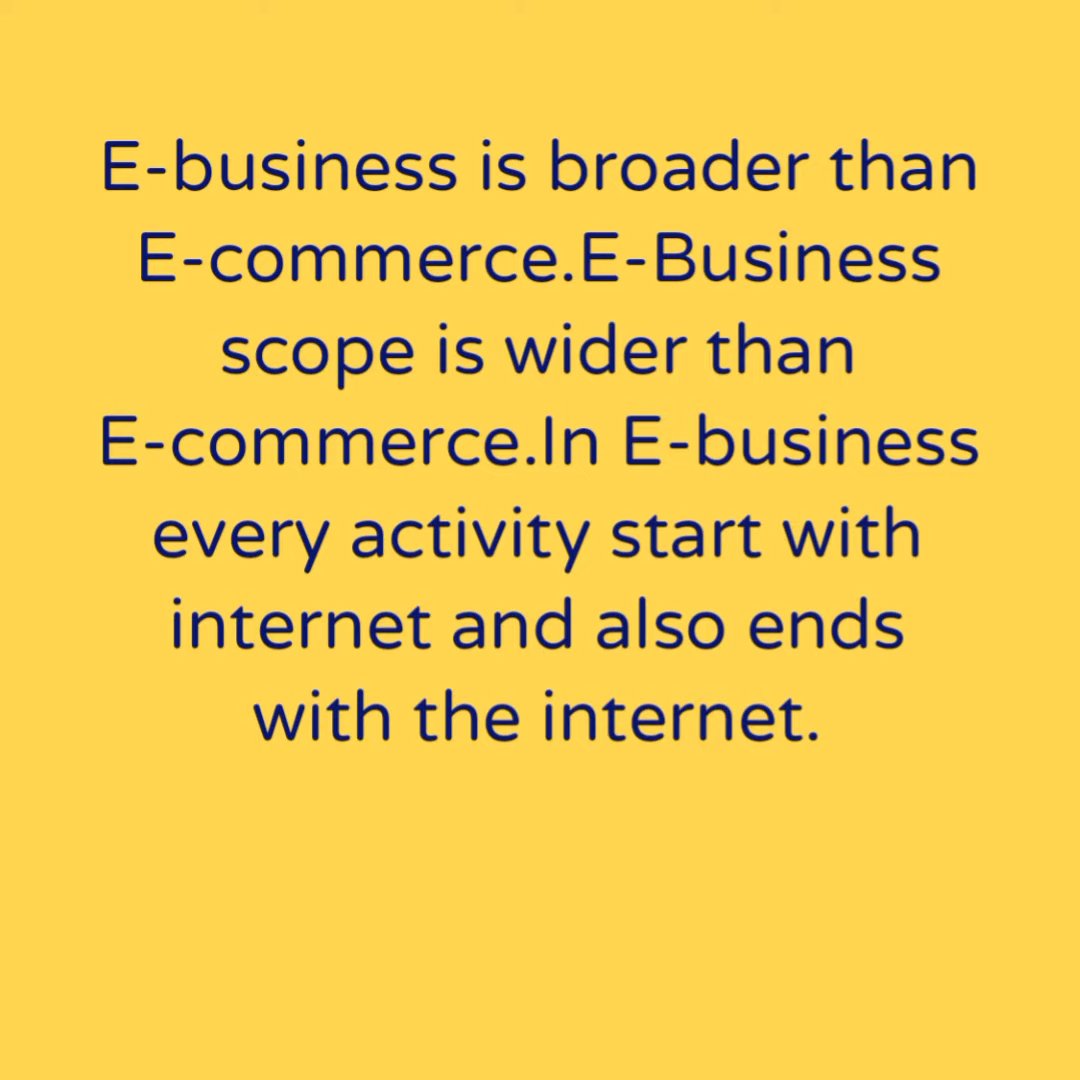 E-business is broader than
E-commerce.E-Business
scope is wider than
E-commerce.In E-business
every activity start with
internet and also ends
with the internet.